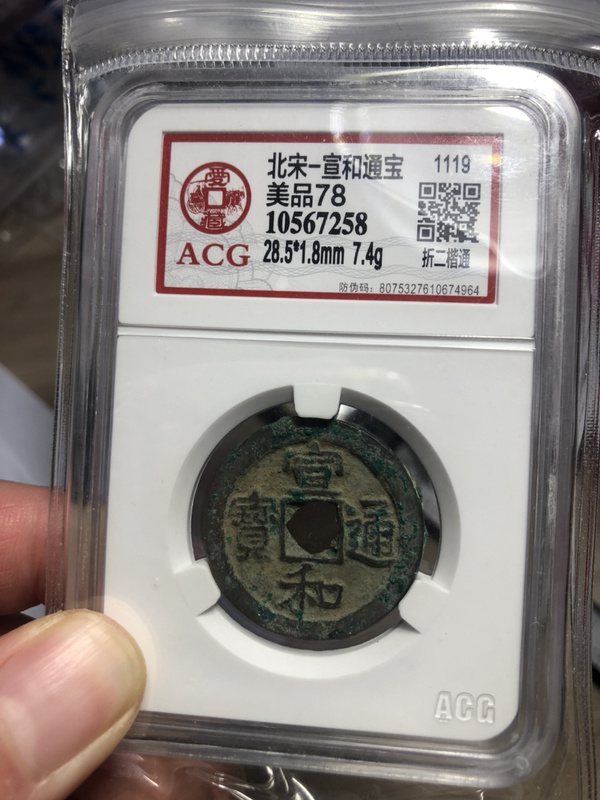 北宋-宣和通宝 1119
美品78
10567258
ACG 28.5*1.8mm 7.4g 折二楷通
防伪码: 8075327610674964
宣
寶 通
和
ACG